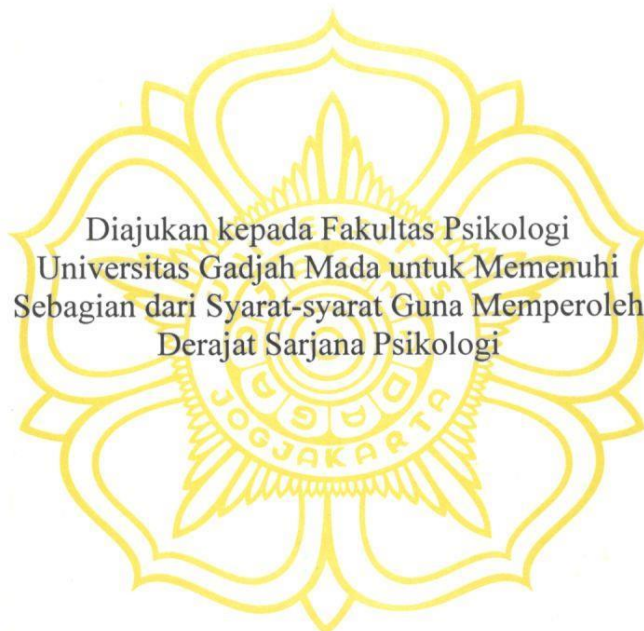 Diajukan kepada Fakultas Psikologi
Universitas Gadjah Mada untuk Memenuhi
Sebagian dari Syarat-syarat Guna Memperoleh
Derajat Sarjana Psikologi
JOGJAKARTA